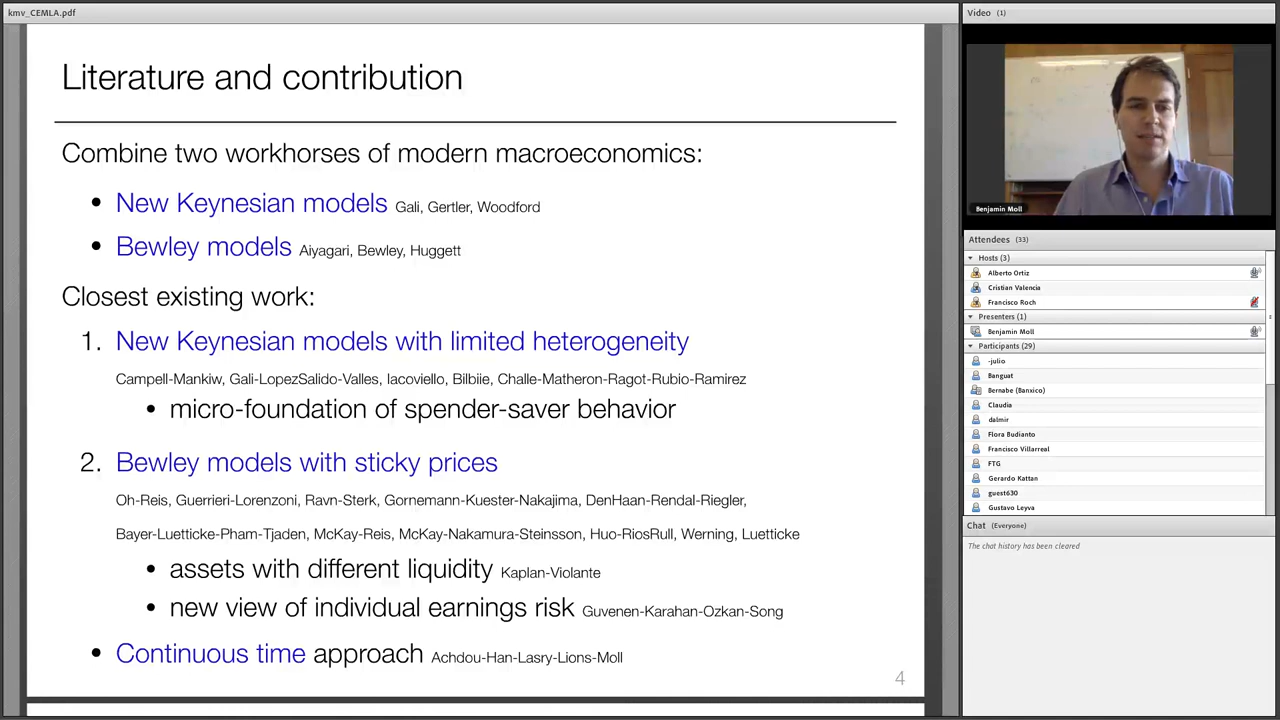 kmv_CEMLA.pdf
Literature and contribution
Combine two workhorses of modern macroeconomics:
• New Keynesian models Gali, Gertler, Woodford
• Bewley models Aiyagari, Bewley, Huggett
Closest existing work:
1. New Keynesian models with limited heterogeneity
Campell-Mankiw, Gali-LopezSalido-Valles, Iacoviello, Bilbiie, Challe-Matheron-Ragot-Rubio-Ramirez
• micro-foundation of spender-saver behavior
2. Bewley models with sticky prices
Oh-Reis, Guerrieri-Lorenzoni, Ravn-Sterk, Gornemann-Kuester-Nakajima, DenHaan-Rendal-Riegler,
Bayer-Luetticke-Pham-Tjaden, McKay-Reis, McKay-Nakamura-Steinsson, Huo-RiosRull, Werning, Luetticke
• assets with different liquidity Kaplan-Violante
• new view of individual earnings risk Guvenen-Karahan-Ozkan-Song
• Continuous time approach Achdou-Han-Lasry-Lions-Moll
4
Video (1)
Benjamin Moll
Attendees (33)
Hosts (3)
Alberto Ortiz
Cristian Valencia
Francisco Roch
Presenters (1)
Benjamin Moll
Participants (29)
-julio
Banguat
Bernabe (Banxico)
Claudia
dalmir
Flora Budianto
Francisco Villarreal
FTG
Gerardo Kattan
guest630
Gustavo Leyva
Chat (Everyone)
The chat history has been cleared